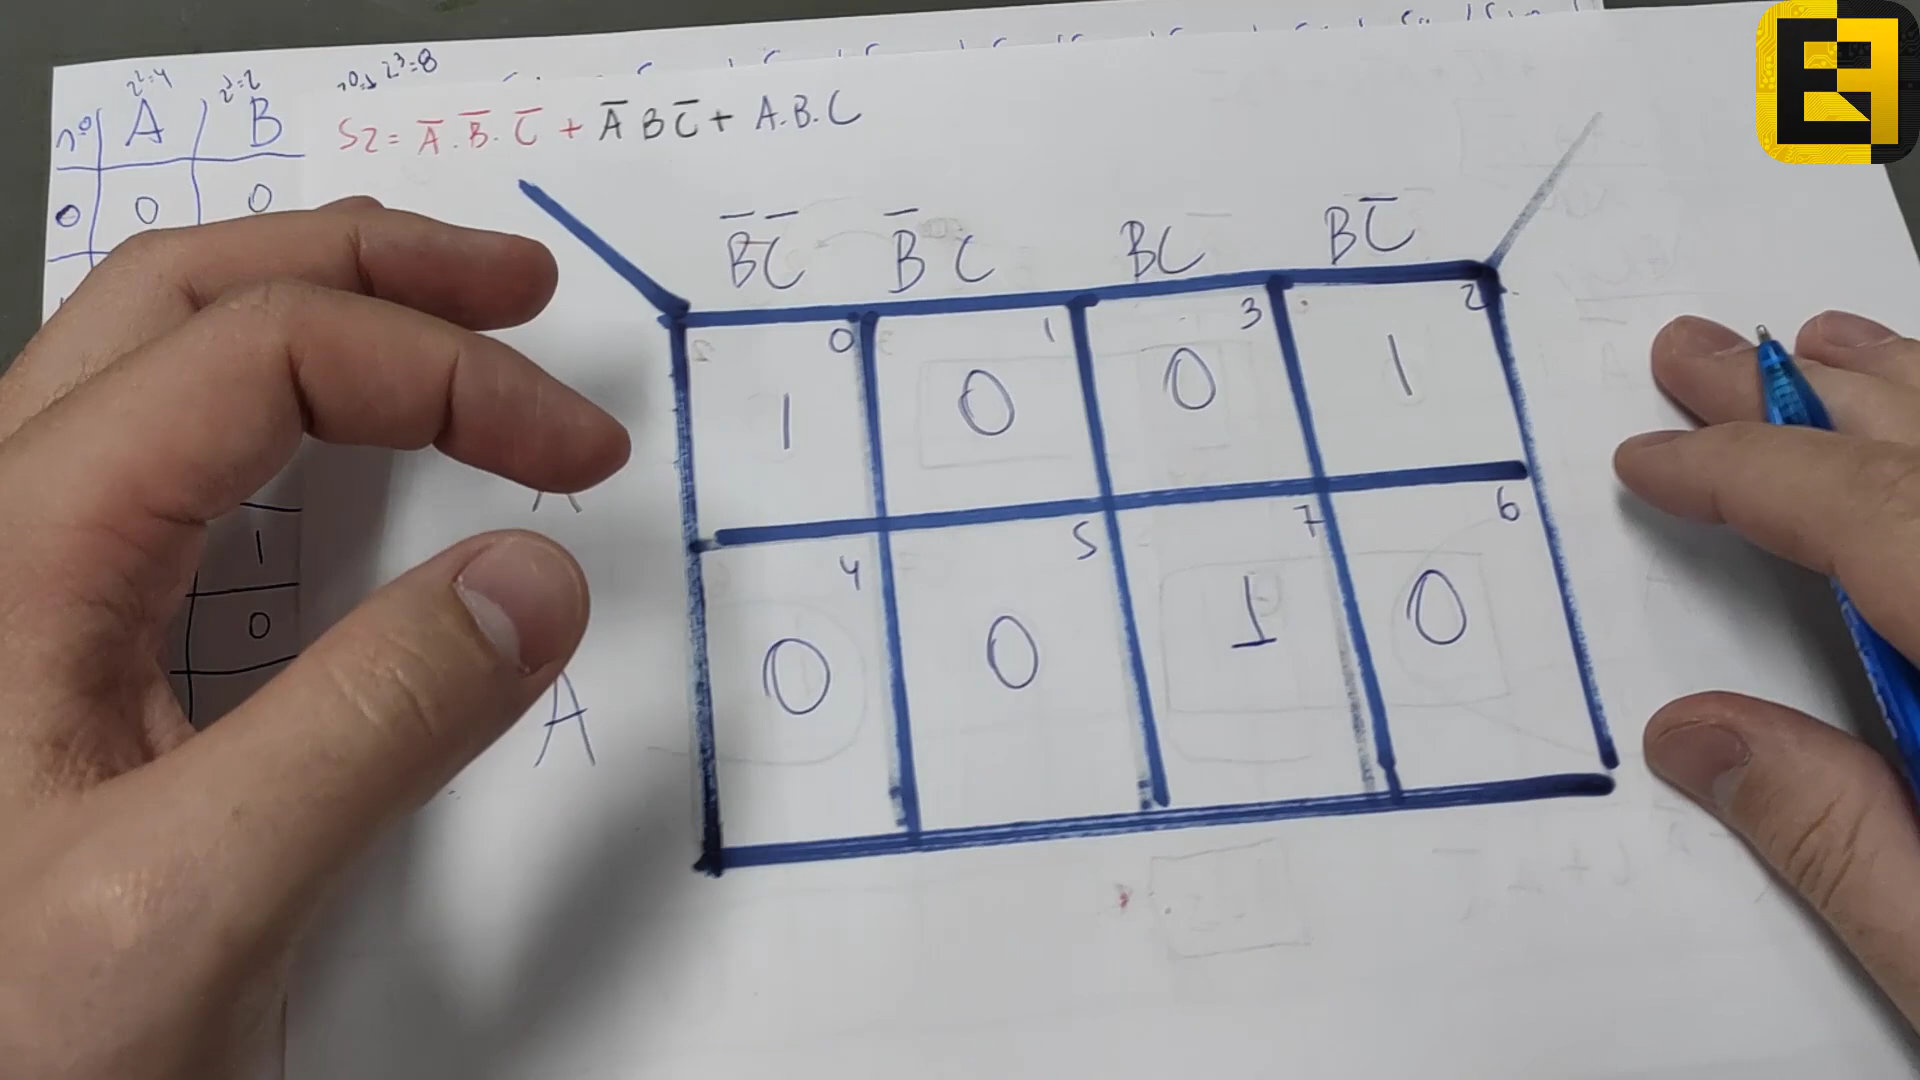 2²=4 2¹=2 2⁰=1 2³=8
nº A B
S2= A̅.B̅.C̅ + A̅ B C̅ + A.B.C
0 0 0
B̅C̅ B̅C BC BC̅
0 1 3 2
1 0 0 1
4 5 7 6
1
0 0 1 0
0
A
EF